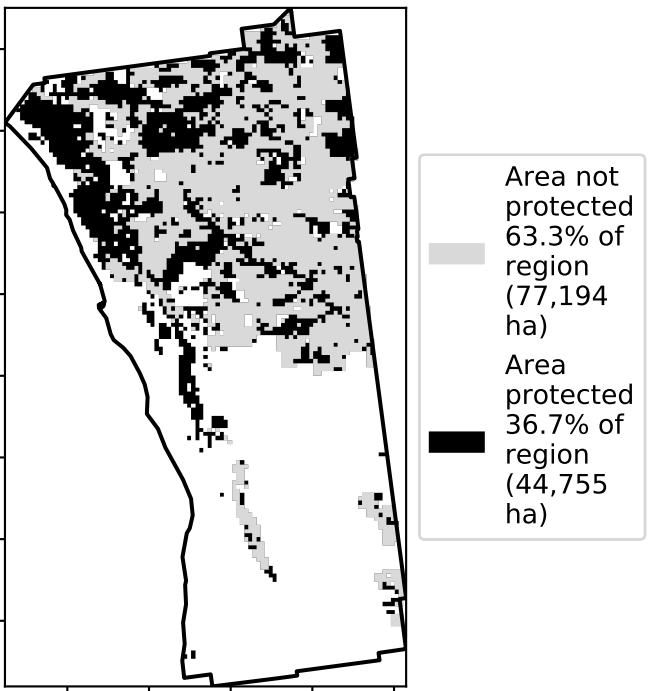 Area not
protected
63.3% of
region
(77,194
ha)
Area
protected
36.7% of
region
(44,755
ha)